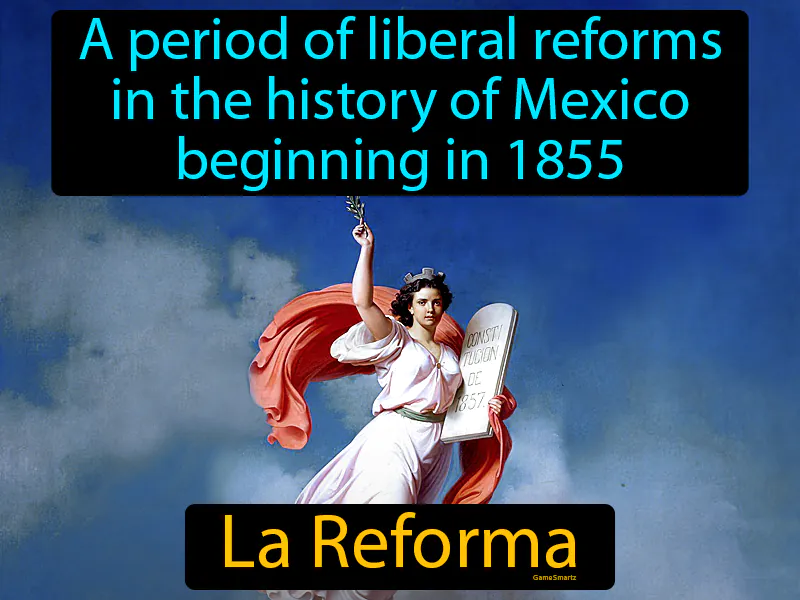 A period of liberal reforms
in the history of Mexico
beginning in 1855
CONSTI
TUCION
DE
1857.
La Reforma
GameSmartz